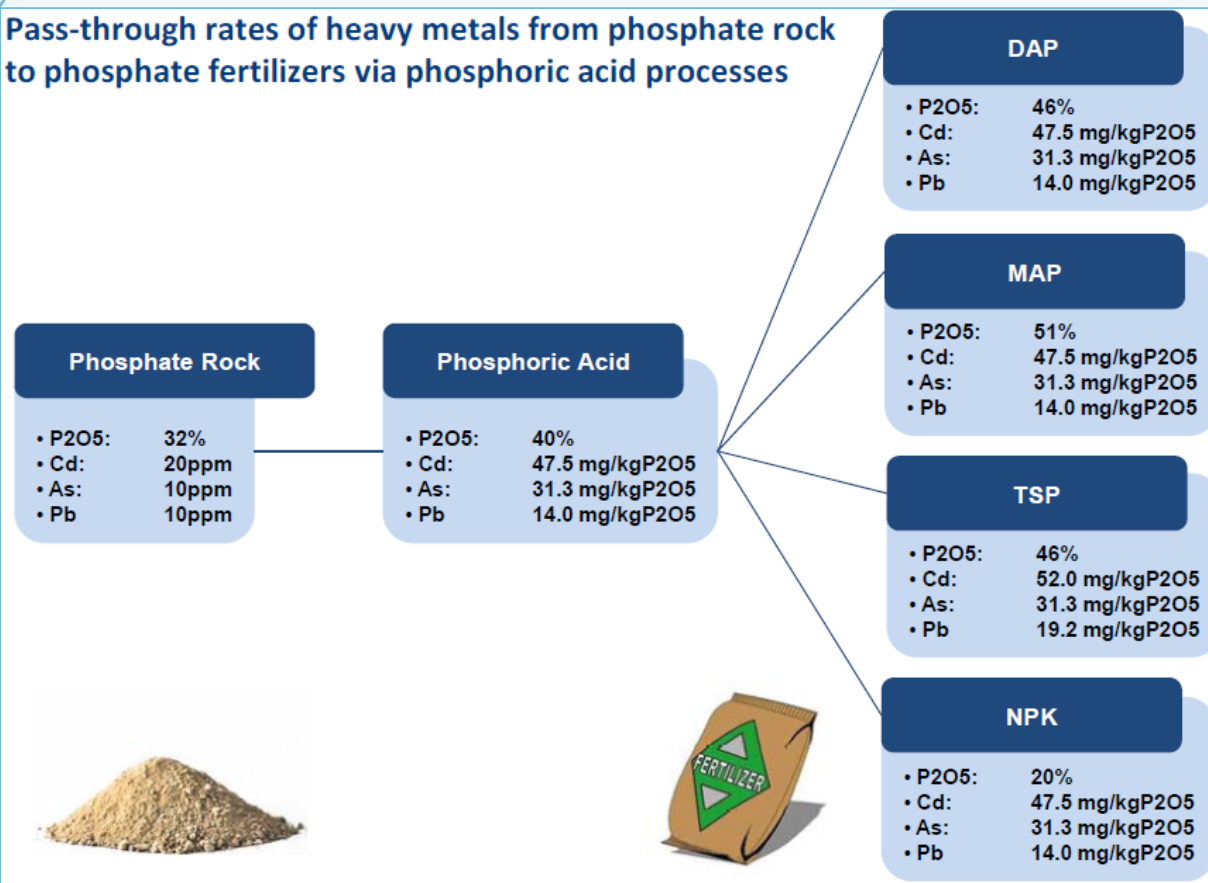 Pass-through rates of heavy metals from phosphate rock
to phosphate fertilizers via phosphoric acid processes
Phosphate Rock
• P2O5: 32%
• Cd: 20ppm
• As: 10ppm
• Pb 10ppm
Phosphoric Acid
• P2O5: 40%
• Cd: 47.5 mg/kgP2O5
• As: 31.3 mg/kgP2O5
• Pb 14.0 mg/kgP2O5
DAP
• P2O5: 46%
• Cd: 47.5 mg/kgP2O5
• As: 31.3 mg/kgP2O5
• Pb 14.0 mg/kgP2O5
MAP
• P2O5: 51%
• Cd: 47.5 mg/kgP2O5
• As: 31.3 mg/kgP2O5
• Pb 14.0 mg/kgP2O5
TSP
• P2O5: 46%
• Cd: 52.0 mg/kgP2O5
• As: 31.3 mg/kgP2O5
• Pb 19.2 mg/kgP2O5
NPK
• P2O5: 20%
• Cd: 47.5 mg/kgP2O5
• As: 31.3 mg/kgP2O5
• Pb 14.0 mg/kgP2O5
FERTILIZER